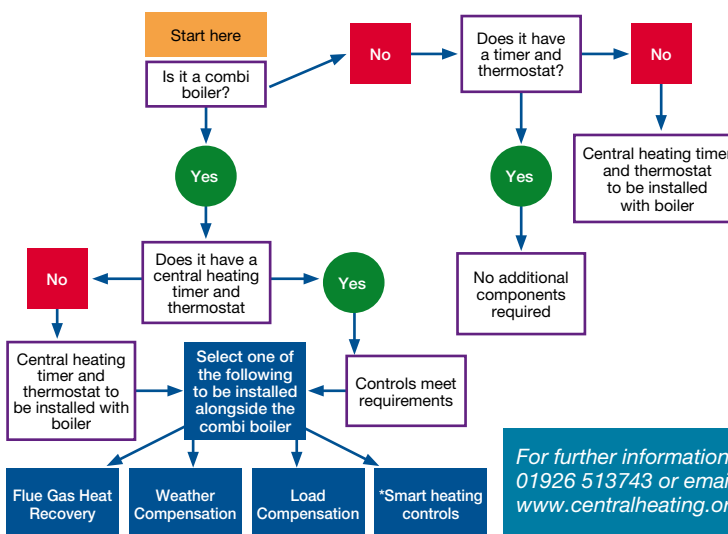 Start here
Is it a combi
boiler?
No
Does it have
a timer and
thermostat?
No
Yes
Yes
Central heating timer
and thermostat
to be installed
with boiler
No
Does it have a
central heating
timer and
thermostat
Yes
No additional
components
required
Central heating
timer and
thermostat to
be installed with
boiler
Select one of
the following
to be installed
alongside the
combi boiler
Controls meet
requirements
Flue Gas Heat
Recovery
Weather
Compensation
Load
Compensation
*Smart heating
controls
For further information
01926 513743 or email
www.centralheating.or